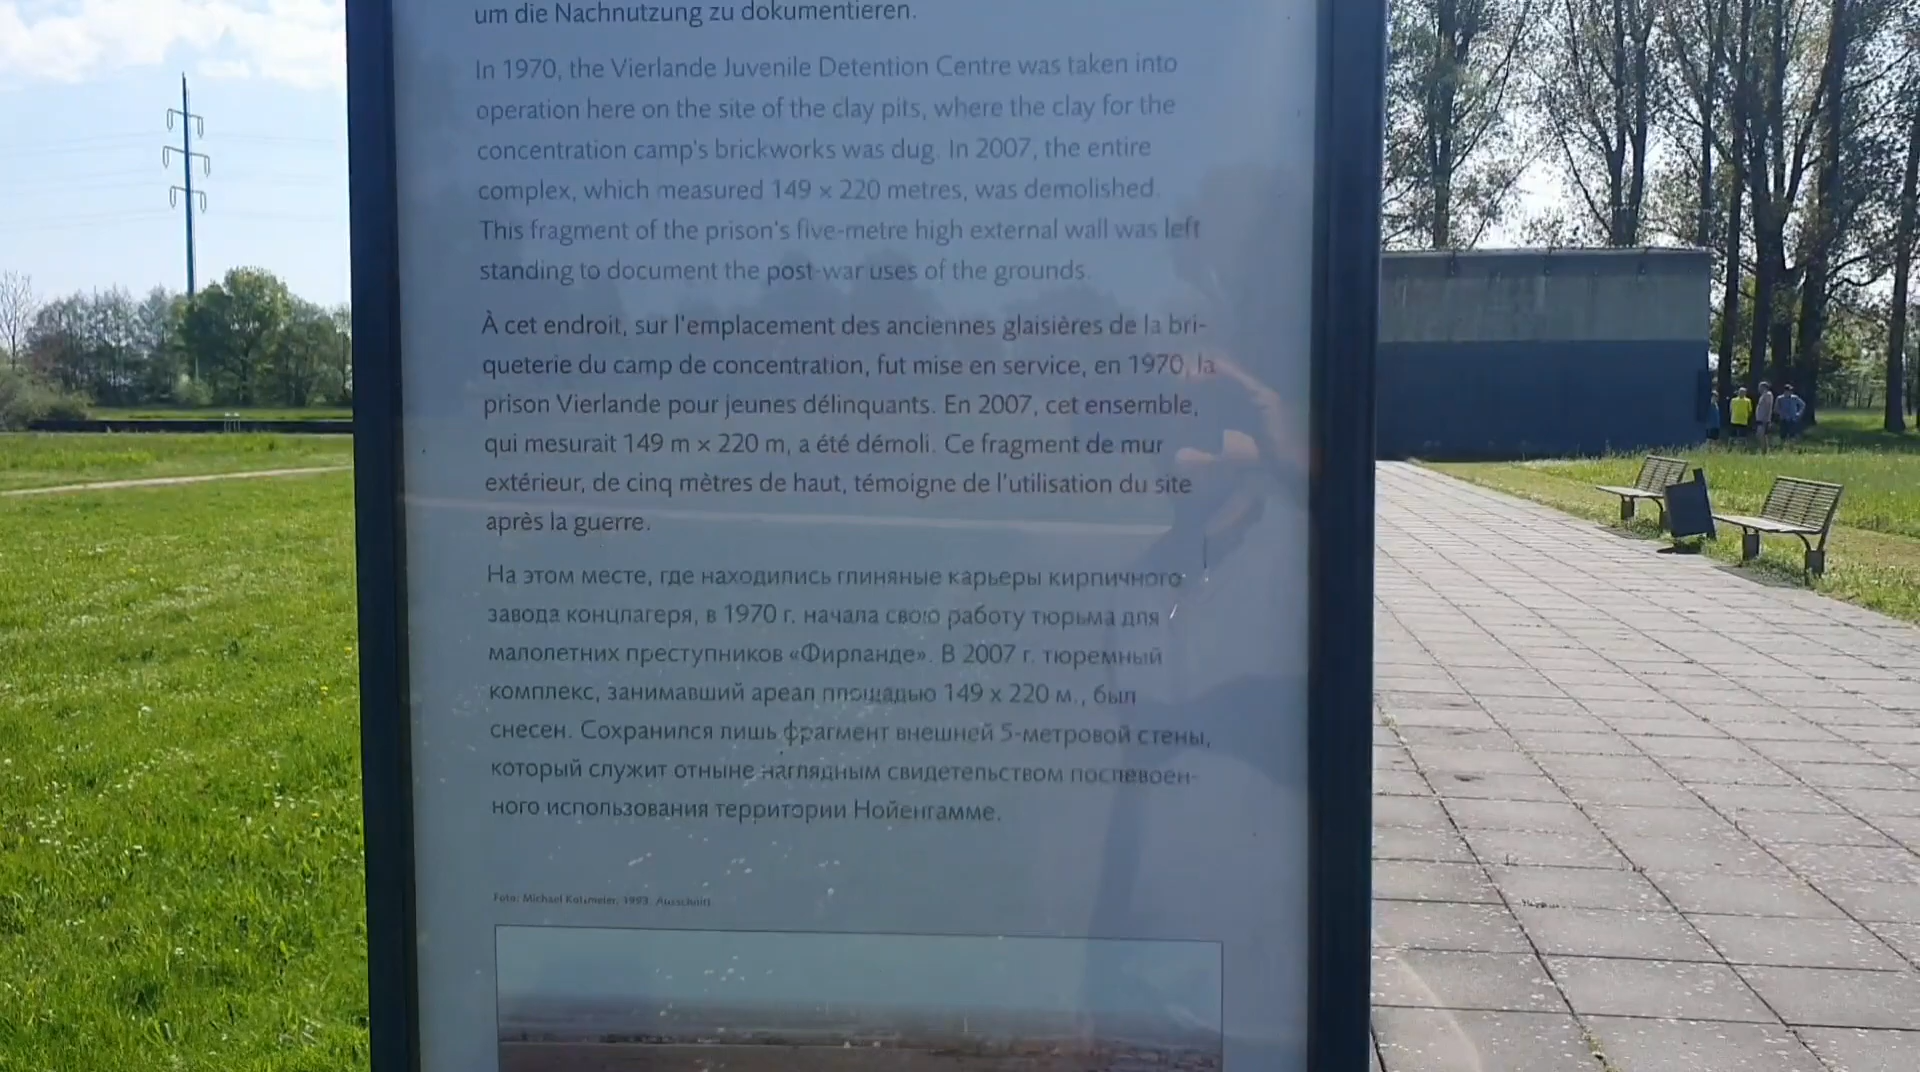 um die Nachnutzung zu dokumentieren.
In 1970, the Vierlande Juvenile Detention Centre was taken into
operation here on the site of the clay pits, where the clay for the
concentration camp's brickworks was dug. In 2007, the entire
complex, which measured 149 × 220 metres, was demolished.
This fragment of the prison's five-metre high external wall was left
standing to document the post-war uses of the grounds.
À cet endroit, sur l'emplacement des anciennes glaisières de la bri-
queterie du camp de concentration, fut mise en service, en 1970, la
prison Vierlande pour jeunes délinquants. En 2007, cet ensemble,
qui mesurait 149 m × 220 m, a été démoli. Ce fragment de mur
extérieur, de cinq mètres de haut, témoigne de l'utilisation du site
après la guerre.
На этом месте, где находились глиняные карьеры кирпичного
завода концлагеря, в 1970 г. начала свою работу тюрьма для
малолетних преступников «Фирланде». В 2007 г. тюремный
комплекс, занимавший ареал площадью 149 x 220 м., был
снесен. Сохранился лишь фрагмент внешней 5-метровой стены,
который служит отныне наглядным свидетельством послевоен-
ного использования территории Нойенгамме.
Foto: Michael 1993. Ausschnitt